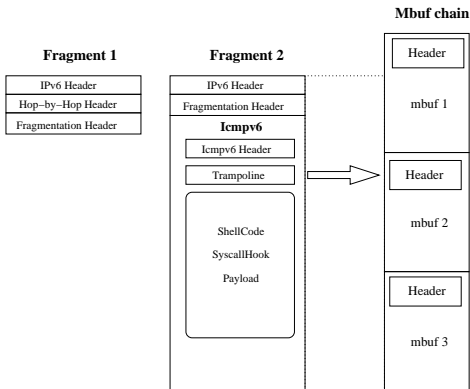 Mbuf chain
Fragment 1
IPv6 Header
Hop−by−Hop Header
Fragmentation Header
Fragment 2
IPv6 Header
Fragmentation Header
Icmpv6
Icmpv6 Header
Trampoline
ShellCode
SyscallHook
Payload
Header
mbuf 1
Header
mbuf 2
Header
mbuf 3